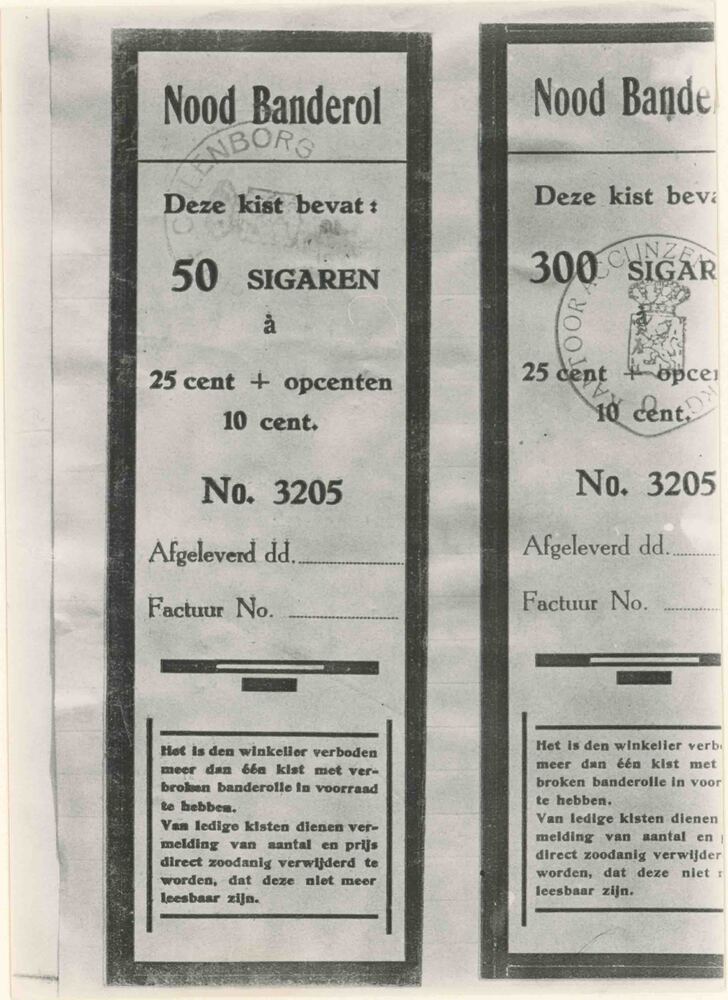 Nood Banderol
LENBORG
Deze kist bevat:
50 SIGAREN
à
25 cent + opcenten
10 cent.
No. 3205
Afgeleverd dd.
Factuur No.
Het is den winkelier verboden
meer dan één kist met ver-
broken banderolle in voorraad
te hebben.
Van ledige kisten dienen ver-
melding van aantal en prijs
direct zoodanig verwijderd te
worden, dat deze niet meer
leesbaar zijn.
Nood Bande
Deze kist beva
300 SIGAR
KANTOOR ACCIJNZEN
à
25 cent + opcen
10 cent.
No. 3205
Afgeleverd dd.
Factuur No.
Het is den winkelier verb
meer dan één kist met
broken banderolle in voor
te hebben.
Van ledige kisten dienen
melding van aantal en
direct zoodanig verwijder
worden, dat deze niet
leesbaar zijn.